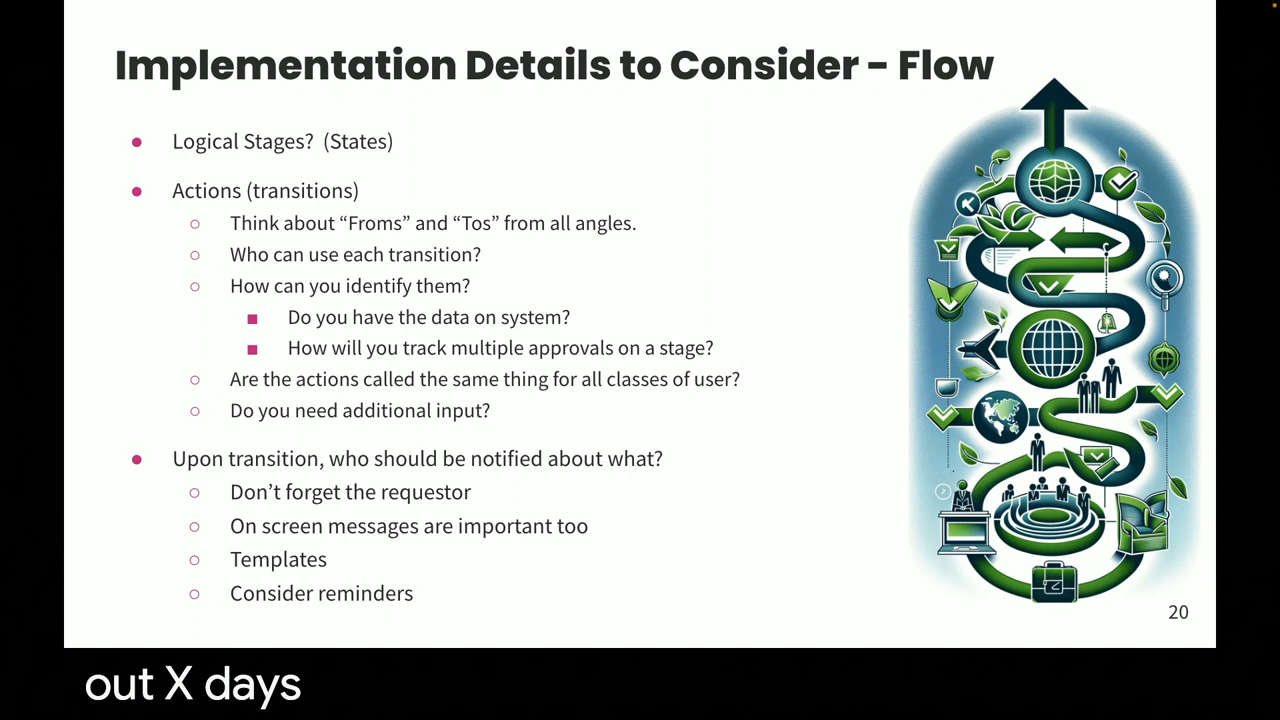 Implementation Details to Consider - Flow
● Logical Stages? (States)
● Actions (transitions)
○ Think about “Froms” and “Tos” from all angles.
○ Who can use each transition?
○ How can you identify them?
■ Do you have the data on system?
■ How will you track multiple approvals on a stage?
○ Are the actions called the same thing for all classes of user?
○ Do you need additional input?
● Upon transition, who should be notified about what?
○ Don’t forget the requestor
○ On screen messages are important too
○ Templates
○ Consider reminders
20
out X days